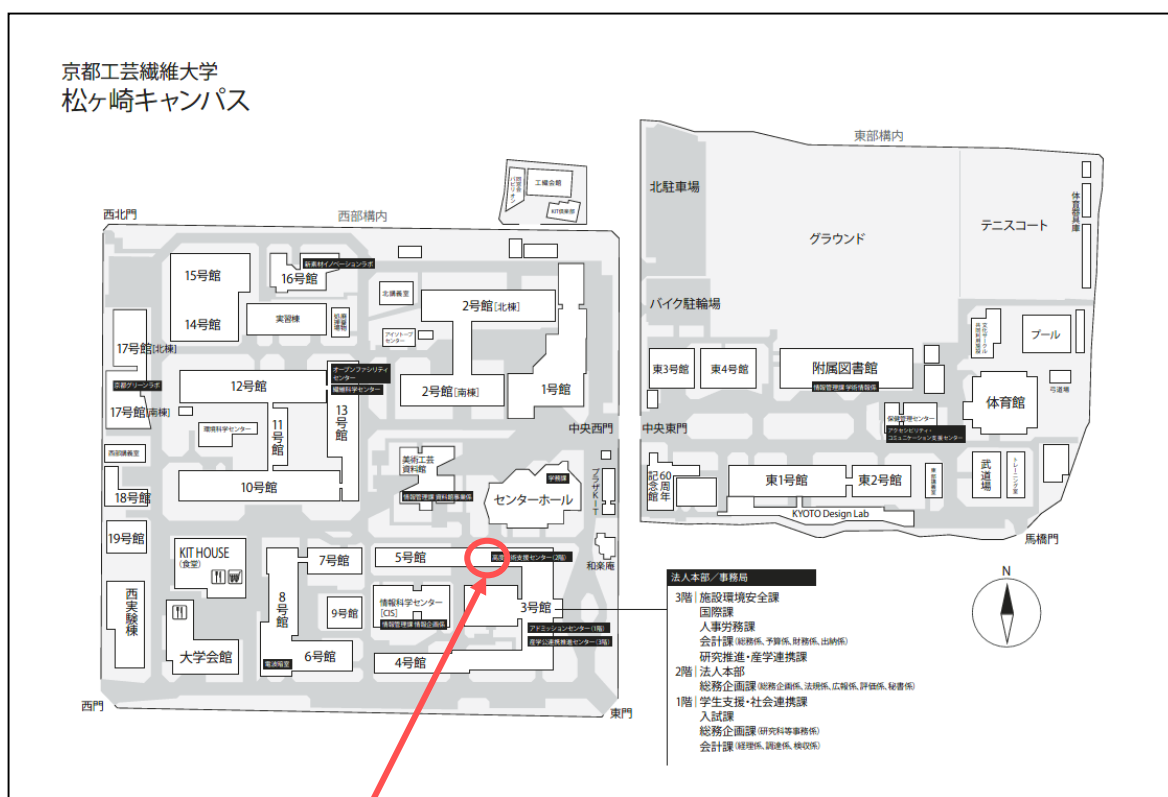 京都工芸繊維大学
松ヶ崎キャンパス
東部構内
北駐車場
グラウンド
テニスコート
体育器具庫
バイク駐輪場
プール
工繊会館
KIT倶楽部
西北門
西部構内
15号館
14号館
16号館
新素材イノベーションラボ
実習棟
北講義室
アイソトープ
センター
2号館[北棟]
2号館[南棟]
1号館
17号館[北棟]
京都グリーンラボ
17号館[南棟]
12号館
オープンファシリティ
センター
繊維科学センター
13号館
環境科学センター
11号館
10号館
西部講義室
18号館
19号館
美術工芸
資料館
情報管理課 資料館事業係
学務課
センターホール
プラザKIT
中央西門
中央東門
東3号館
東4号館
附属図書館
情報管理課 学術情報係
保健管理センター
アクセシビリティ・
コミュニケーション支援センター
体育館
弓道場
60周年
記念館
東1号館
東2号館
東部講義室
武道場
トレーニング室
KYOTO Design Lab
馬橋門
和楽庵
KIT HOUSE
(食堂)
7号館
8号館
9号館
5号館
情報科学センター
[CIS]
情報管理課 情報企画係
3号館
アドミッションセンター(1階)
産学公連携推進センター(3階)
4号館
6号館
電波暗室
西実験棟
大学会館
西門
東門
法人本部/事務局
3階|施設環境安全課
国際課
人事労務課
会計課(総務係、予算係、財務係、出納係)
研究推進・産学連携課
2階|法人本部
総務企画課(総務企画係、法規係、広報係、評価係、秘書係)
1階|学生支援・社会連携課
入試課
総務企画課(研究科等事務係)
会計課(経理係、調達係、検収係)
N